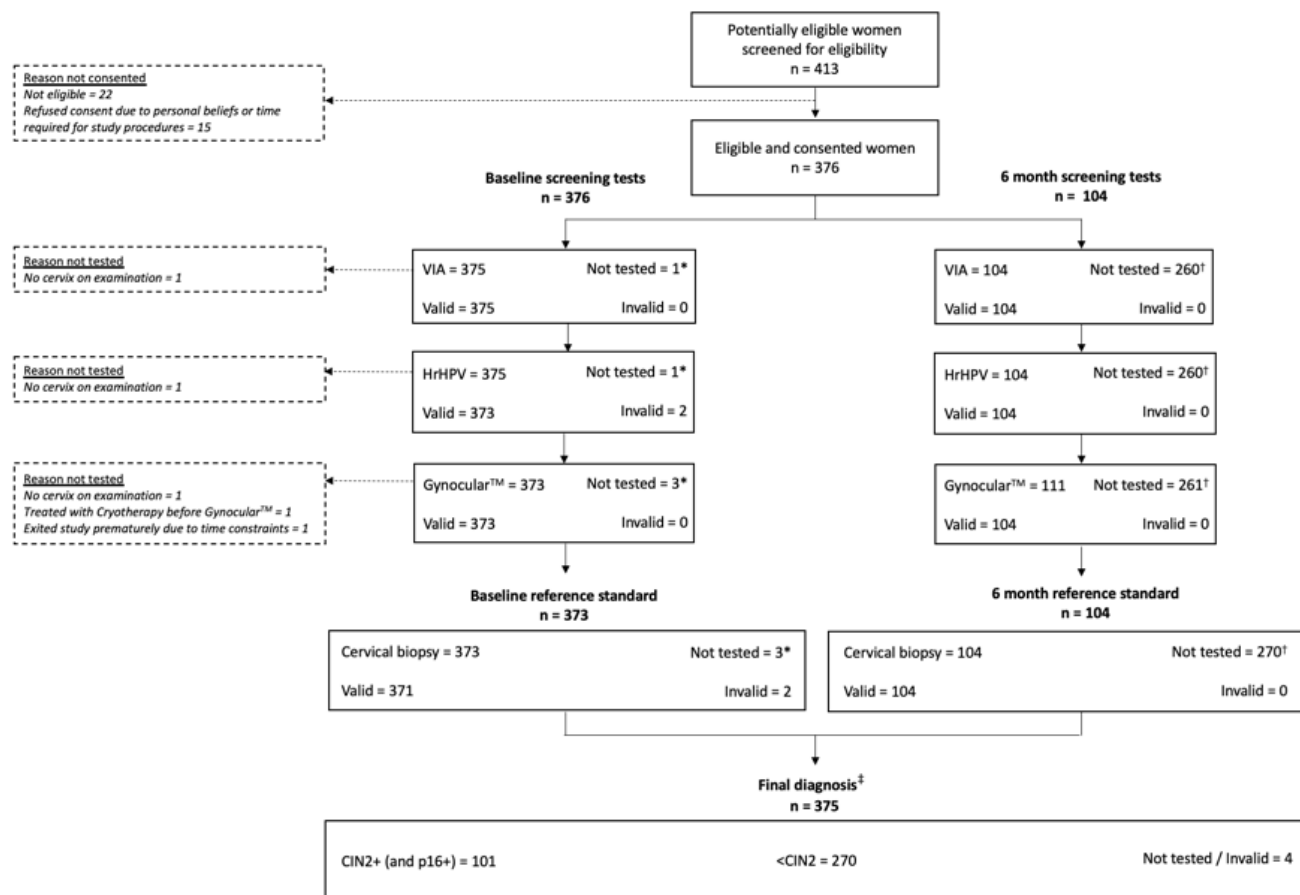 Potentially eligible women
screened for eligibility
n = 413
Reason not consented
Not eligible = 22
Refused consent due to personal beliefs or time
required for study procedures = 15
Eligible and consented women
n = 376
Baseline screening tests
n = 376
6 month screening tests
n = 104
Reason not tested
No cervix on examination = 1
VIA = 375 Not tested = 1*
Valid = 375 Invalid = 0
VIA = 104 Not tested = 260†
Valid = 104 Invalid = 0
Reason not tested
No cervix on examination = 1
HrHPV = 375 Not tested = 1*
Valid = 373 Invalid = 2
HrHPV = 104 Not tested = 260†
Valid = 104 Invalid = 0
Reason not tested
No cervix on examination = 1
Treated with Cryotherapy before Gynocular™ = 1
Exited study prematurely due to time constraints = 1
Gynocular™ = 373 Not tested = 3*
Valid = 373 Invalid = 0
Gynocular™ = 111 Not tested = 261†
Valid = 104 Invalid = 0
Baseline reference standard
n = 373
6 month reference standard
n = 104
Cervical biopsy = 373 Not tested = 3*
Valid = 371 Invalid = 2
Cervical biopsy = 104 Not tested = 270†
Valid = 104 Invalid = 0
Final diagnosis‡
n = 375
CIN2+ (and p16+) = 101 <CIN2 = 270 Not tested / Invalid = 4